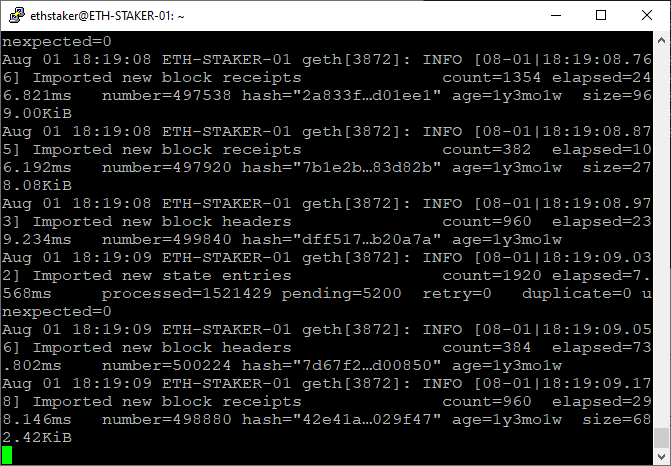 ethstaker@ETH-STAKER-01: ~
nexpected=0
Aug 01 18:19:08 ETH-STAKER-01 geth[3872]: INFO [08-01|18:19:08.76
6] Imported new block receipts                  count=1354 elapsed=24
6.821ms   number=497538 hash="2a833f…d01ee1" age=1y3mo1w  size=96
9.00KiB
Aug 01 18:19:08 ETH-STAKER-01 geth[3872]: INFO [08-01|18:19:08.87
5] Imported new block receipts                  count=382  elapsed=10
6.192ms   number=497920 hash="7b1e2b…83d82b" age=1y3mo1w  size=27
8.08KiB
Aug 01 18:19:08 ETH-STAKER-01 geth[3872]: INFO [08-01|18:19:08.97
3] Imported new block headers                   count=960  elapsed=23
9.234ms   number=499840 hash="dff517…b20a7a" age=1y3mo1w
Aug 01 18:19:09 ETH-STAKER-01 geth[3872]: INFO [08-01|18:19:09.03
2] Imported new state entries                   count=1920 elapsed=7.
568ms     processed=1521429 pending=5200  retry=0   duplicate=0 u
nexpected=0
Aug 01 18:19:09 ETH-STAKER-01 geth[3872]: INFO [08-01|18:19:09.05
6] Imported new block headers                   count=384  elapsed=73
.802ms    number=500224 hash="7d67f2…d00850" age=1y3mo1w
Aug 01 18:19:09 ETH-STAKER-01 geth[3872]: INFO [08-01|18:19:09.17
8] Imported new block receipts                  count=960  elapsed=29
8.146ms   number=498880 hash="42e41a…029f47" age=1y3mo1w  size=68
2.42KiB